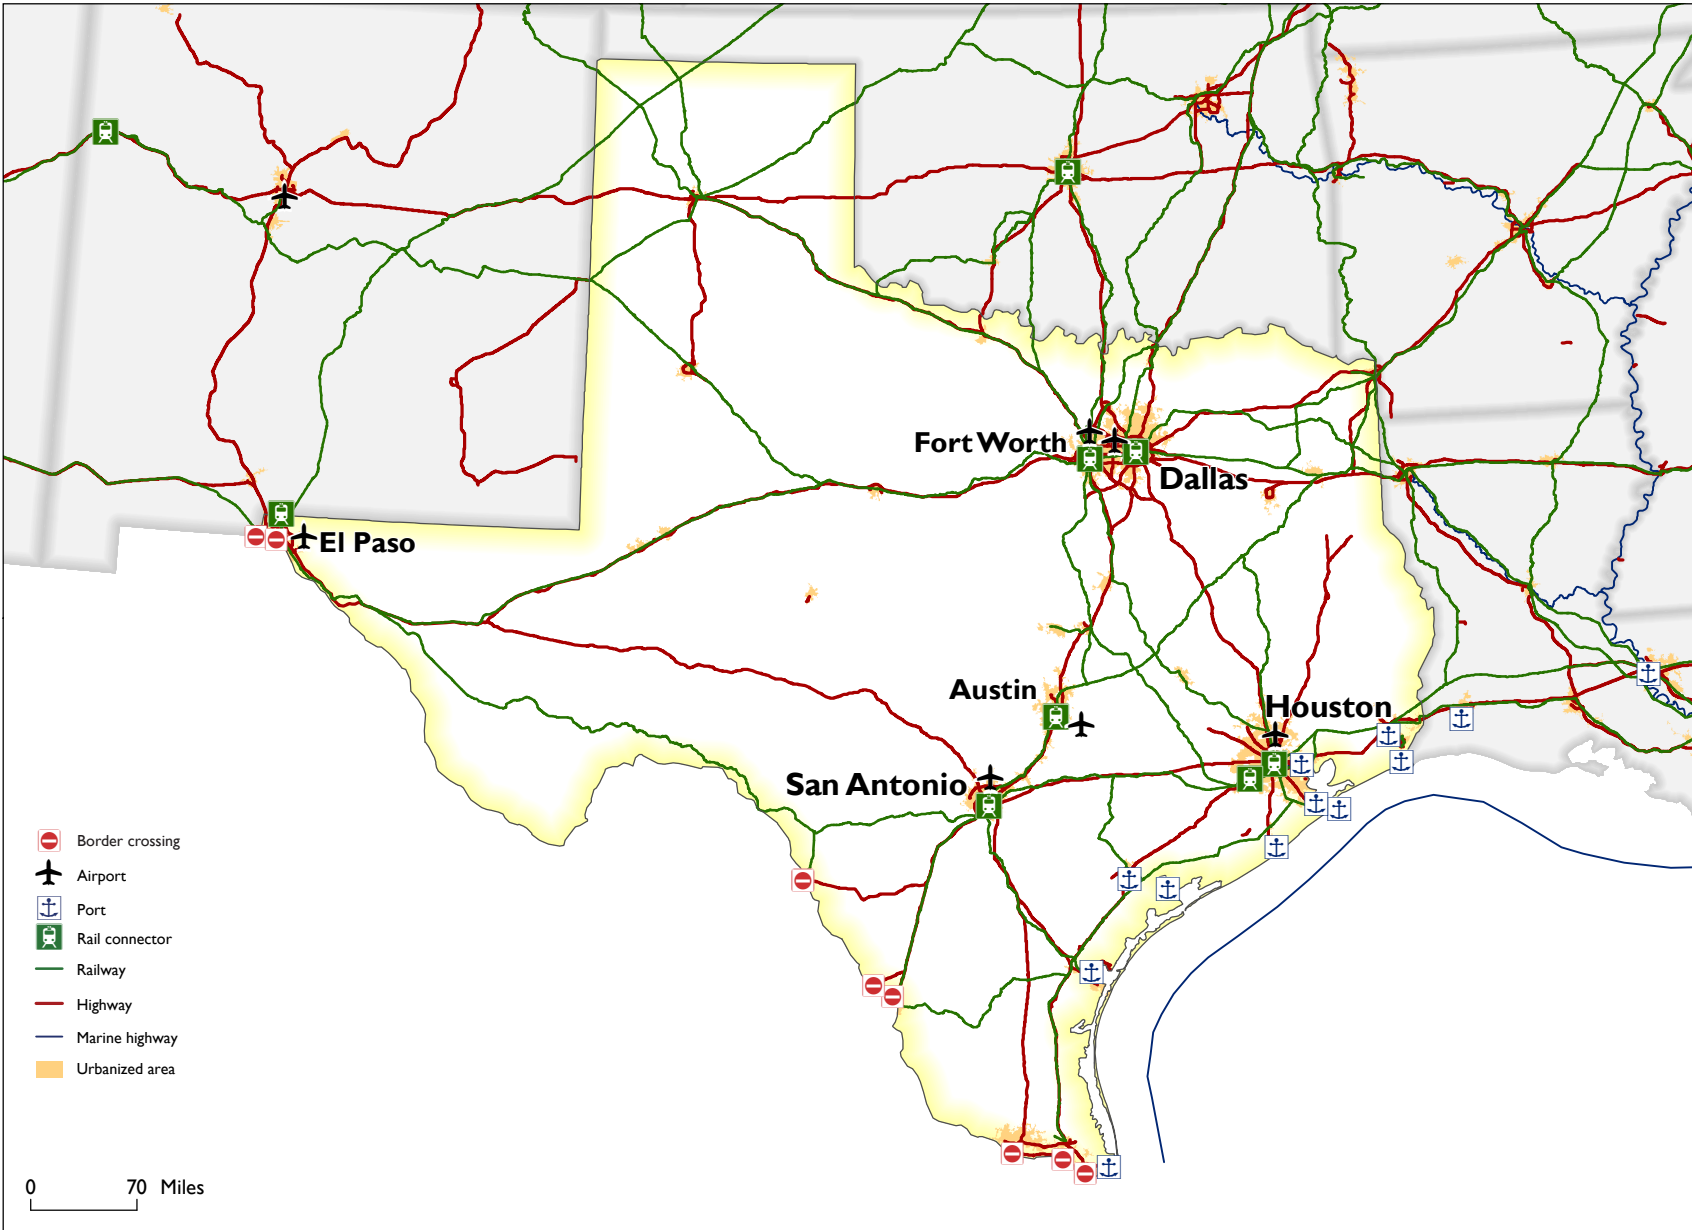 Fort Worth
Dallas
El Paso
Austin
Houston
San Antonio
Border crossing
Airport
Port
Rail connector
Railway
Highway
Marine highway
Urbanized area
0 70 Miles